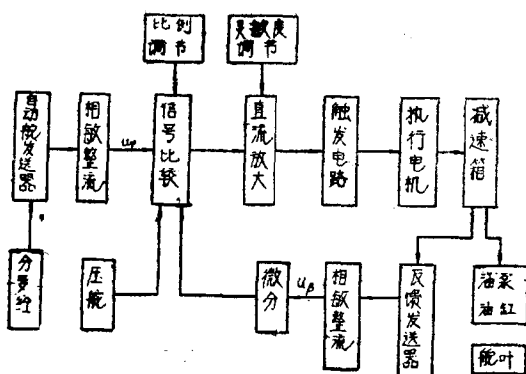 比例
调节
灵敏度
调节
自动舵发送器
相敏整流
uφ
信号比较
直流放大
触发电路
执行电机
减速箱
分罗经
压舵
微分
uβ
相敏整流
反馈发送器
油泵
油缸
舵叶